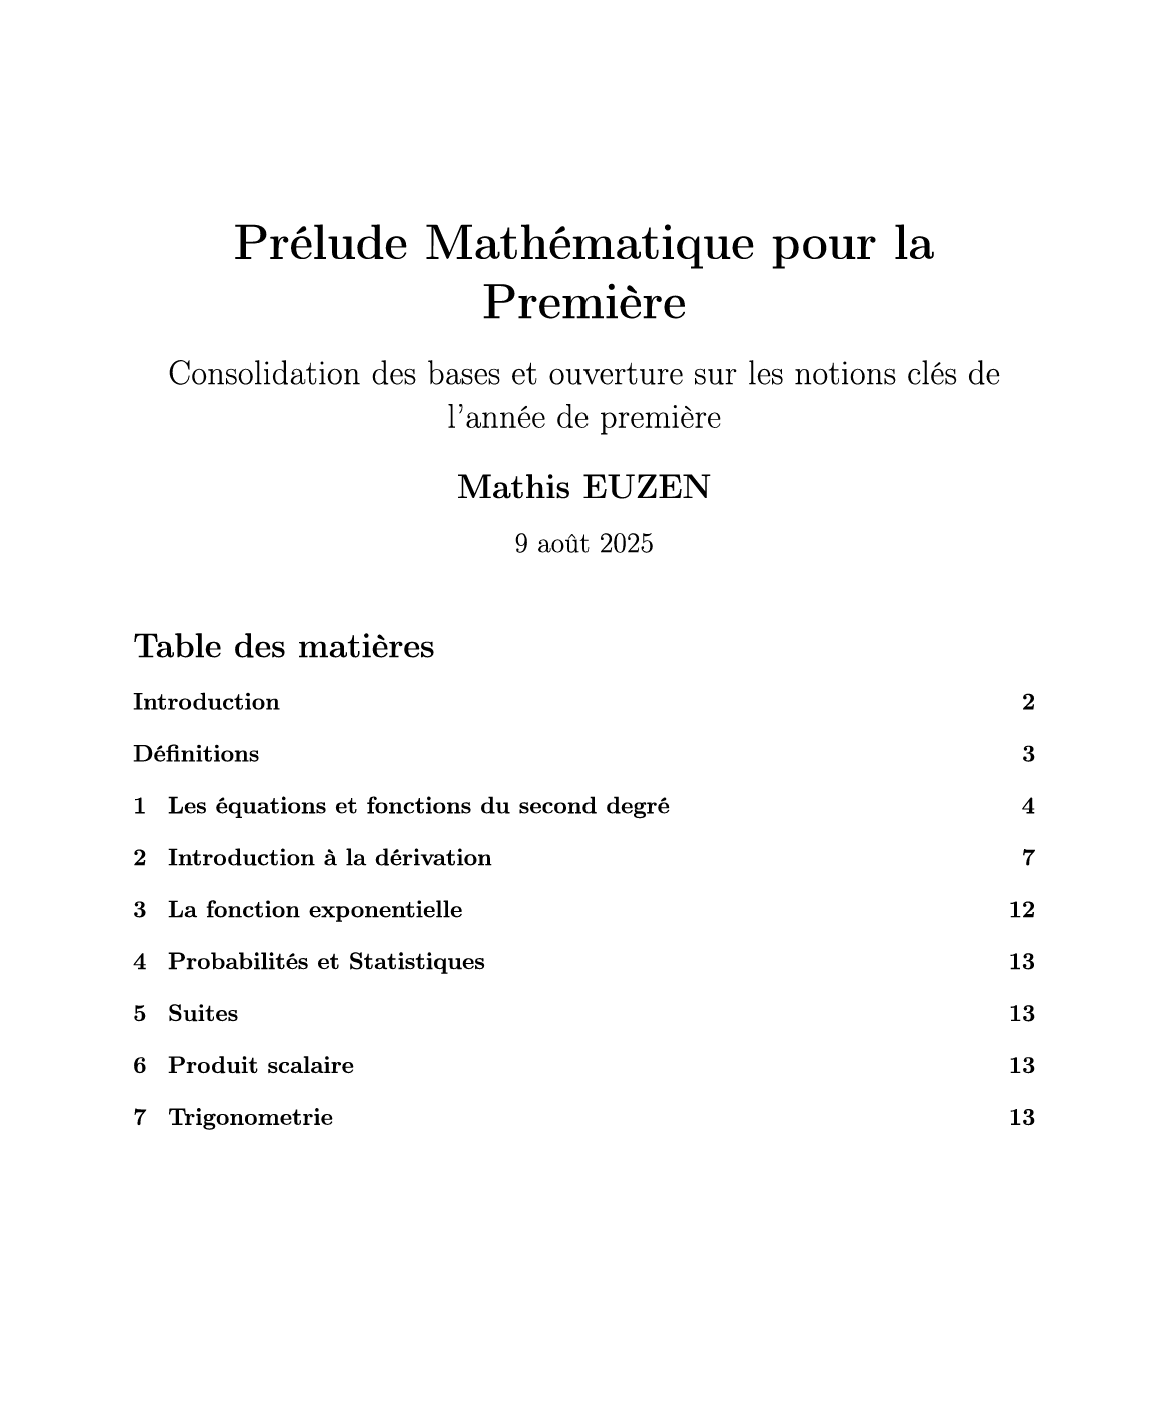 Prélude Mathématique pour la
Première
Consolidation des bases et ouverture sur les notions clés de
l'année de première
Mathis EUZEN
9 août 2025
Table des matières
Introduction 2
Définitions 3
1 Les équations et fonctions du second degré 4
2 Introduction à la dérivation 7
3 La fonction exponentielle 12
4 Probabilités et Statistiques 13
5 Suites 13
6 Produit scalaire 13
7 Trigonometrie 13